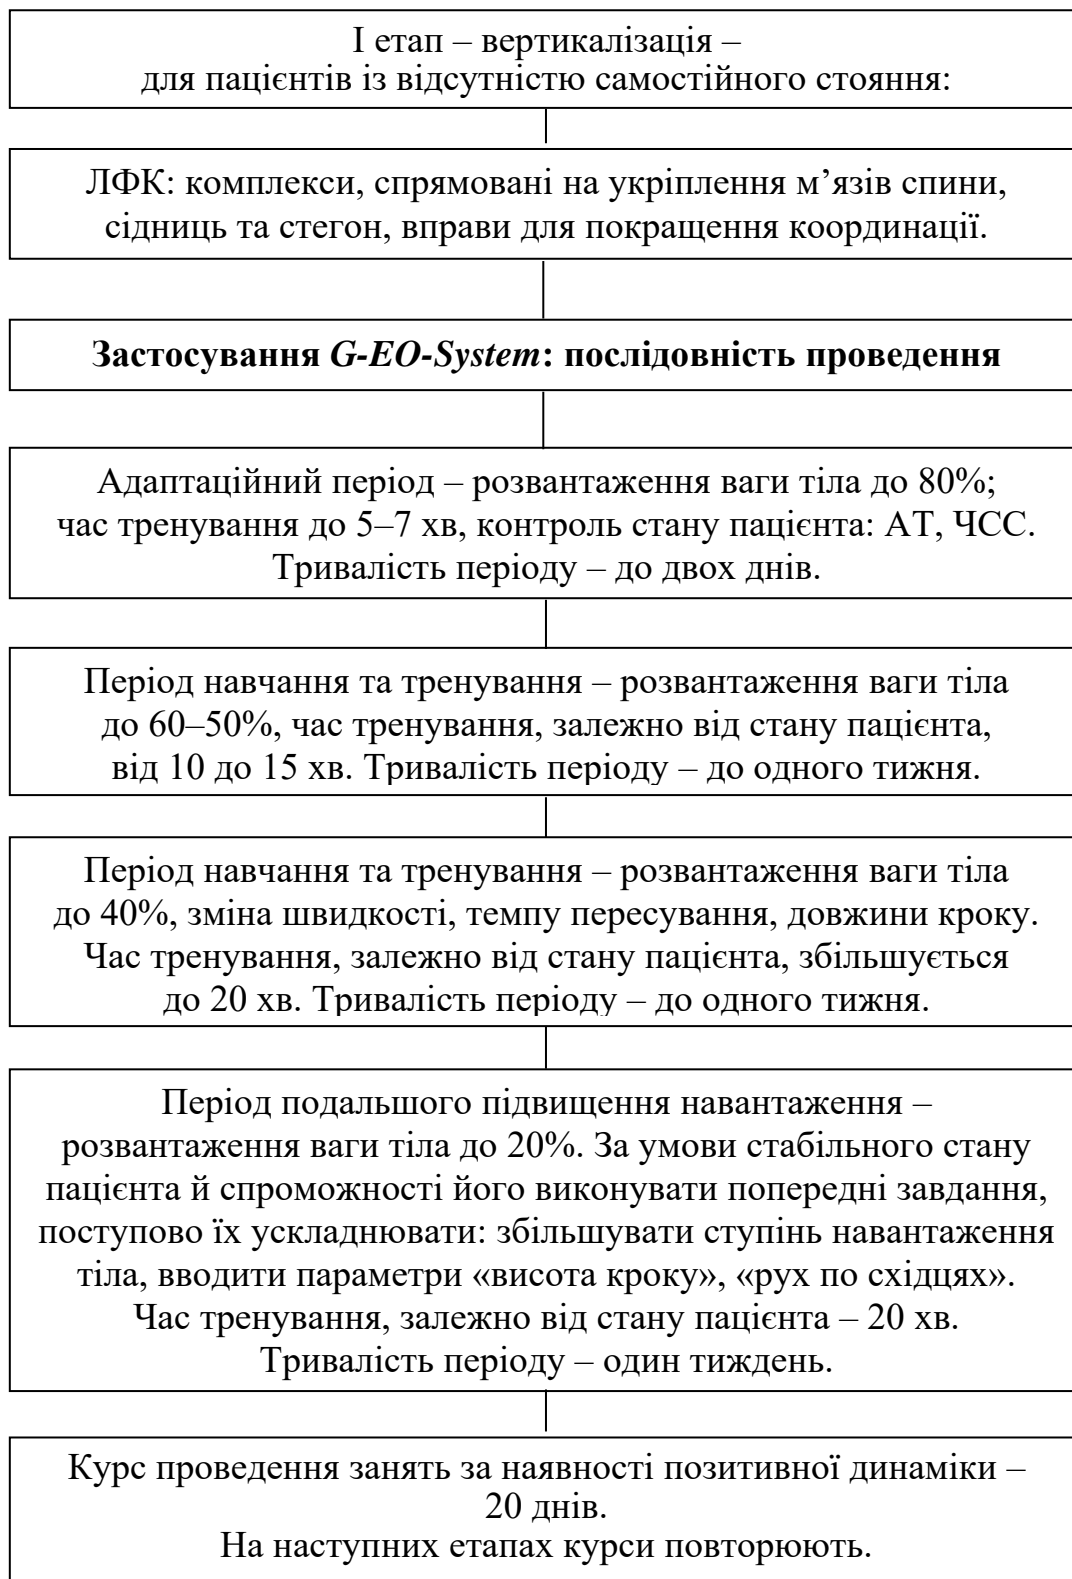 І етап – вертикалізація –
для пацієнтів із відсутністю самостійного стояння:
ЛФК: комплекси, спрямовані на укріплення м’язів спини,
сідниць та стегон, вправи для покращення координації.
Застосування G-EO-System: послідовність проведення
Адаптаційний період – розвантаження ваги тіла до 80%;
час тренування до 5–7 хв, контроль стану пацієнта: АТ, ЧСС.
Тривалість періоду – до двох днів.
Період навчання та тренування – розвантаження ваги тіла
до 60–50%, час тренування, залежно від стану пацієнта,
від 10 до 15 хв. Тривалість періоду – до одного тижня.
Період навчання та тренування – розвантаження ваги тіла
до 40%, зміна швидкості, темпу пересування, довжини кроку.
Час тренування, залежно від стану пацієнта, збільшується
до 20 хв. Тривалість періоду – до одного тижня.
Період подальшого підвищення навантаження –
розвантаження ваги тіла до 20%. За умови стабільного стану
пацієнта й спроможності його виконувати попередні завдання,
поступово їх ускладнювати: збільшувати ступінь навантаження
тіла, вводити параметри «висота кроку», «рух по східцях».
Час тренування, залежно від стану пацієнта – 20 хв.
Тривалість періоду – один тиждень.
Курс проведення занять за наявності позитивної динаміки –
20 днів.
На наступних етапах курси повторюють.